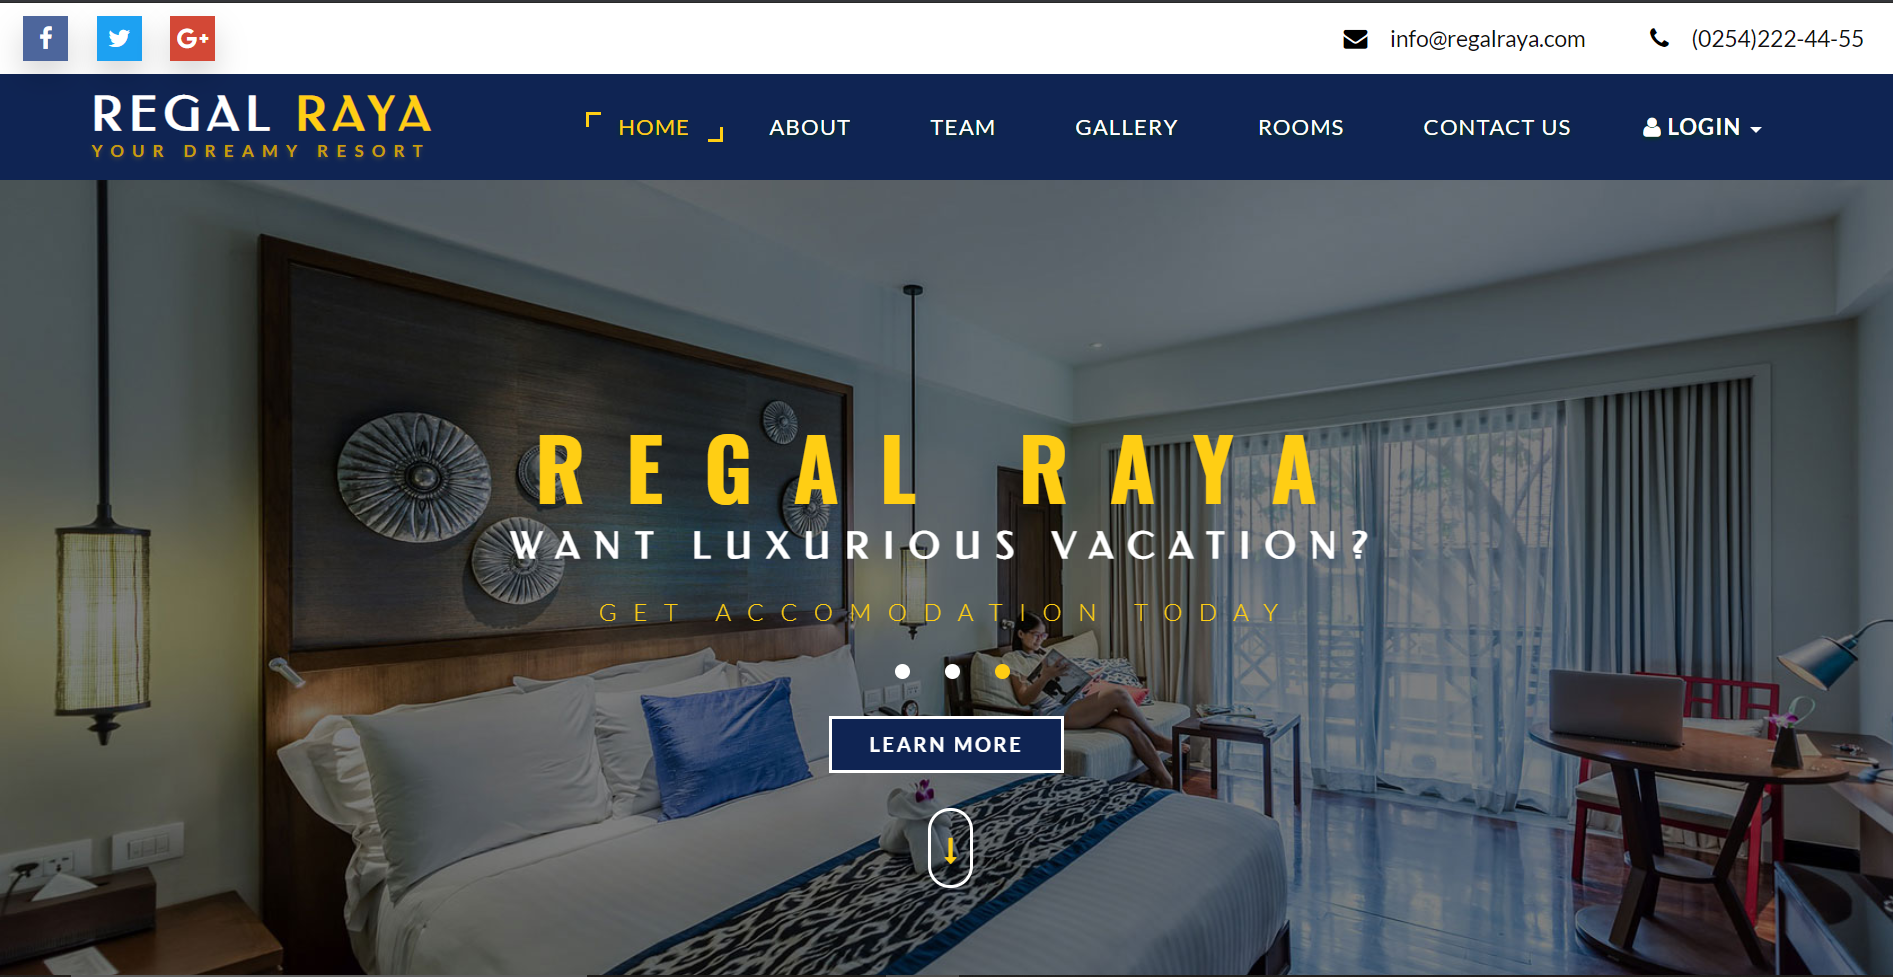 f G+ info@regalraya.com (0254)222-44-55
REGAL RAYA
YOUR DREAMY RESORT
HOME ABOUT TEAM GALLERY ROOMS CONTACT US LOGIN
REGAL RAYA
WANT LUXURIOUS VACATION?
GET ACCOMODATION TODAY
LEARN MORE